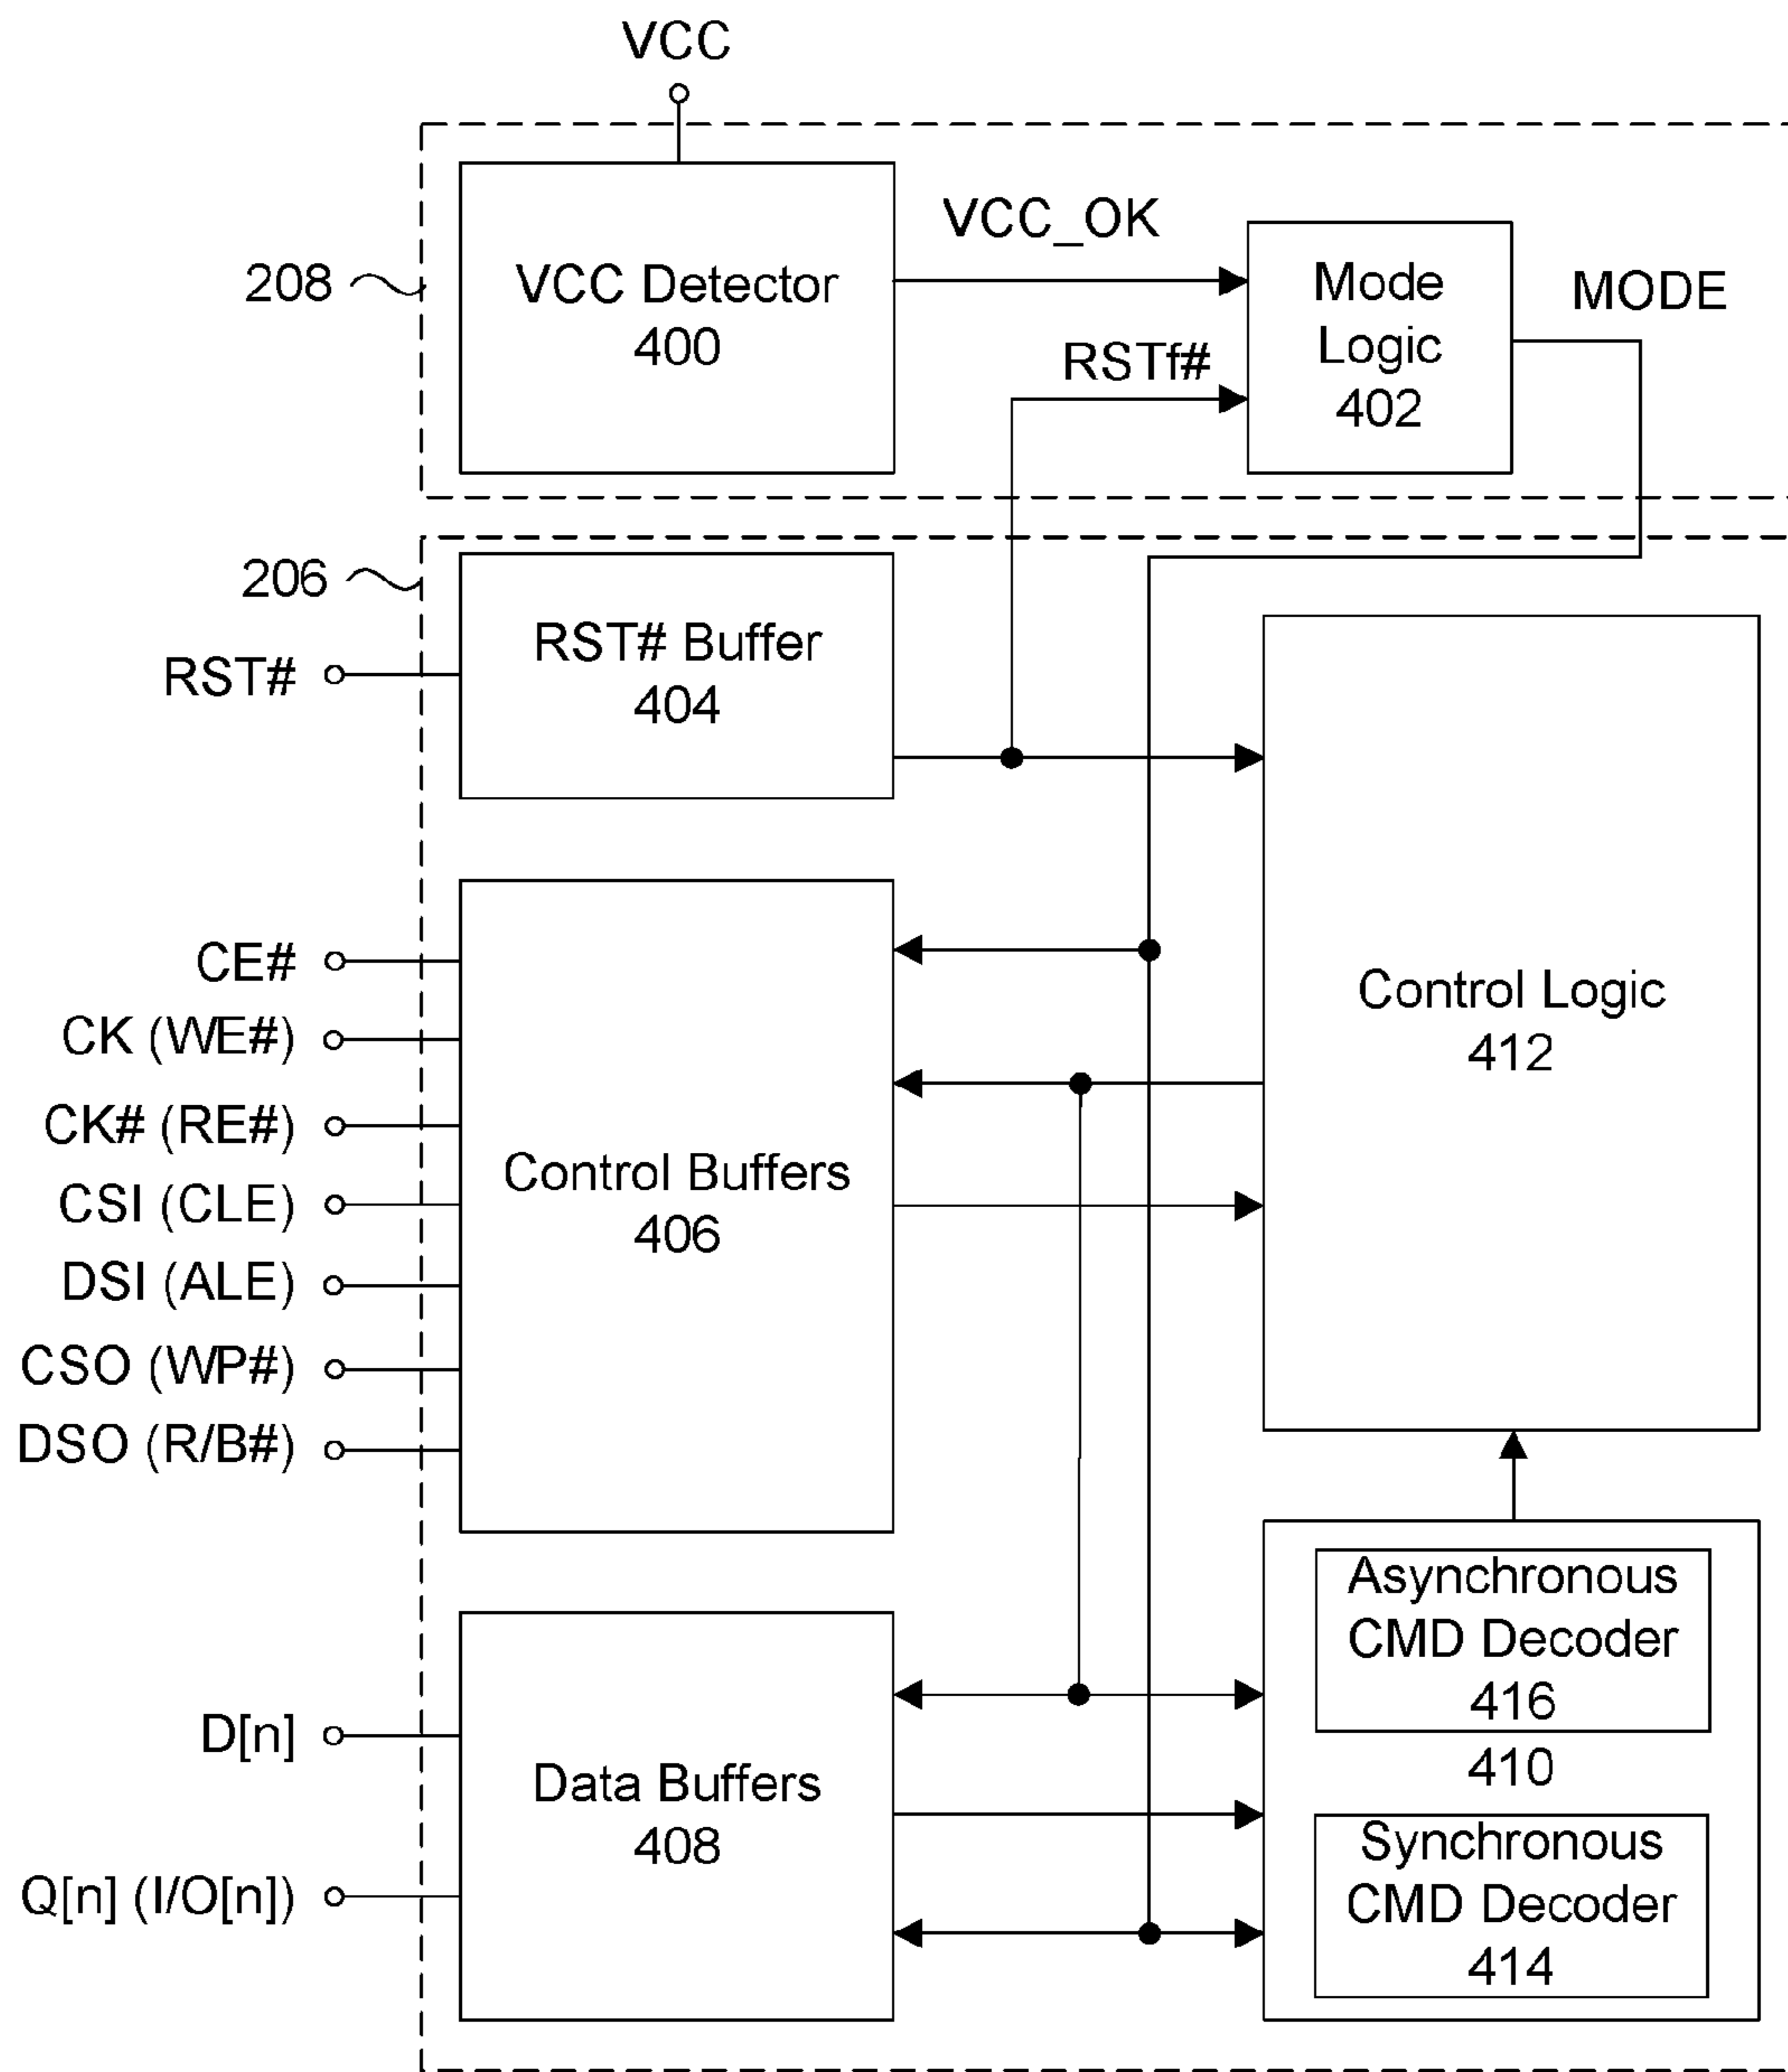 VCC
208
VCC Detector
400
VCC_OK
RSTf#
Mode
Logic
402
MODE
206
RST#
RST# Buffer
404
CE#
CK (WE#)
CK# (RE#)
CSI (CLE)
DSI (ALE)
CSO (WP#)
DSO (R/B#)
Control Buffers
406
Control Logic
412
D[n]
Q[n] (I/O[n])
Data Buffers
408
Asynchronous
CMD Decoder
416
410
Synchronous
CMD Decoder
414